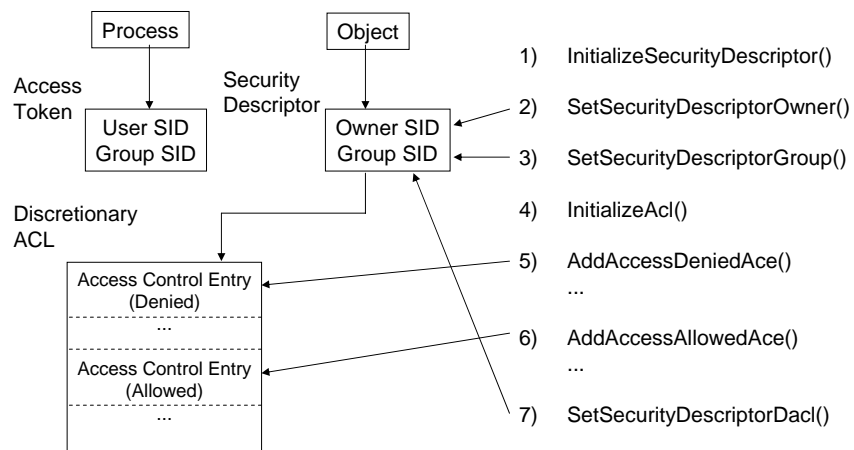 Process
Object
Access
Token
Security
Descriptor
User SID
Group SID
Owner SID
Group SID
Discretionary
ACL
Access Control Entry
(Denied)
...
Access Control Entry
(Allowed)
...
1) InitializeSecurityDescriptor()
2) SetSecurityDescriptorOwner()
3) SetSecurityDescriptorGroup()
4) InitializeAcl()
5) AddAccessDeniedAce()
...
6) AddAccessAllowedAce()
...
7) SetSecurityDescriptorDacl()